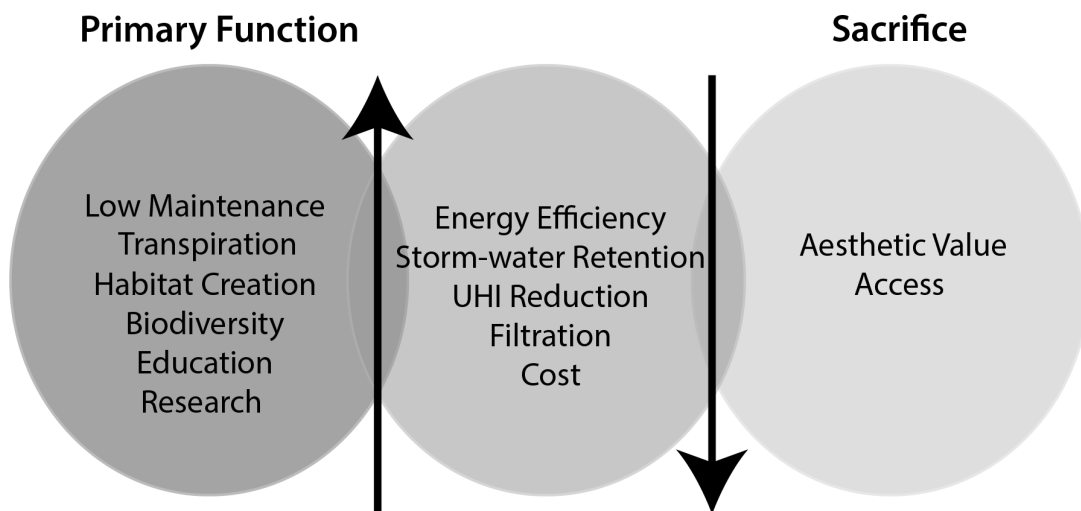 Primary Function
Sacrifice
Low Maintenance
Transpiration
Habitat Creation
Biodiversity
Education
Research
Energy Efficiency
Storm-water Retention
UHI Reduction
Filtration
Cost
Aesthetic Value
Access